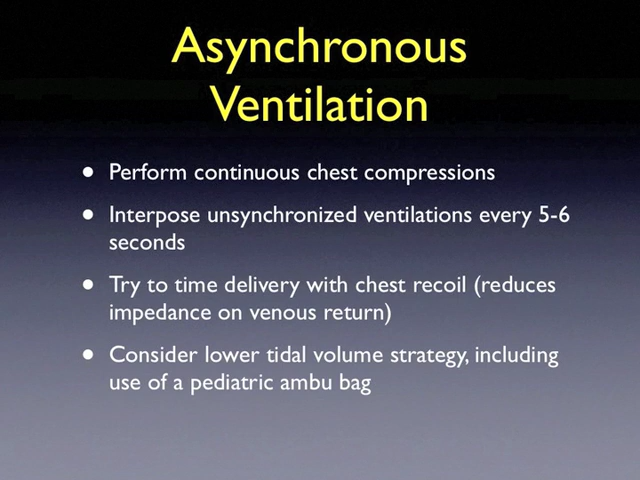 Asynchronous
Ventilation
• Perform continuous chest compressions
• Interpose unsynchronized ventilations every 5-6
seconds
• Try to time delivery with chest recoil (reduces
impedance on venous return)
• Consider lower tidal volume strategy, including
use of a pediatric ambu bag